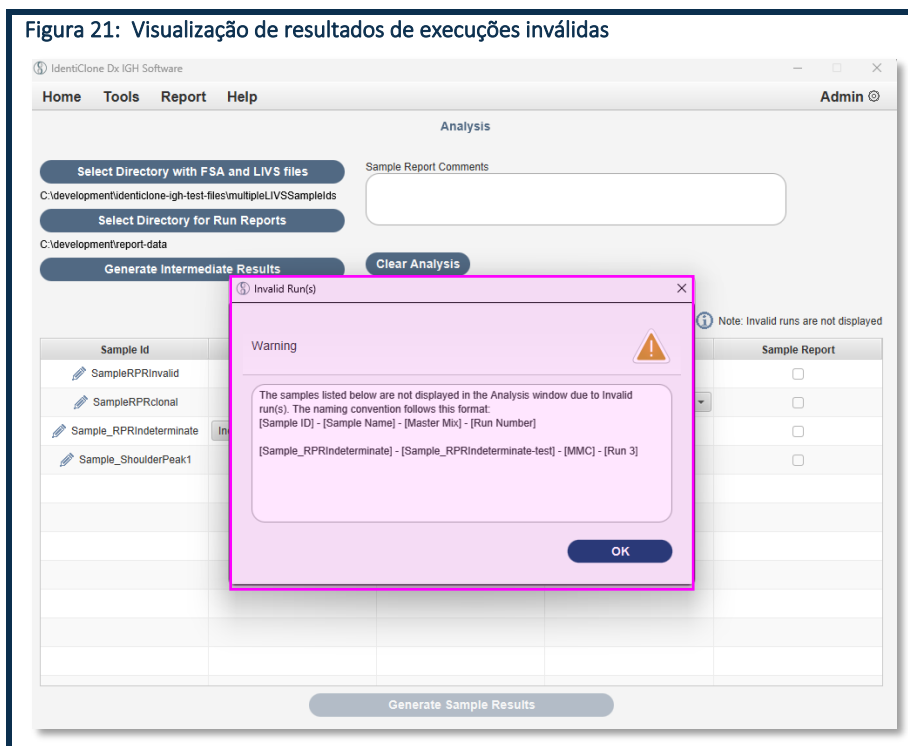 Figura 21: Visualização de resultados de execuções inválidas
IdentiClone Dx IGH Software
Home Tools Report Help Admin
Analysis
Select Directory with FSA and LIVS files
C:\development\identiclone-igh-test-files\multipleLIVSSampleIds
Select Directory for Run Reports
C:\development\report-data
Generate Intermediate Results
Sample Report Comments
Clear Analysis
Note: Invalid runs are not displayed
Sample Id Sample Report
SampleRPRInvalid
SampleRPRclonal
Sample_RPRIndeterminate
Sample_ShoulderPeak1
Invalid Run(s)
Warning
The samples listed below are not displayed in the Analysis window due to Invalid
run(s). The naming convention follows this format:
[Sample ID] - [Sample Name] - [Master Mix] - [Run Number]
[Sample_RPRIndeterminate] - [Sample_RPRIndeterminate-test] - [MMC] - [Run 3]
OK
Generate Sample Results